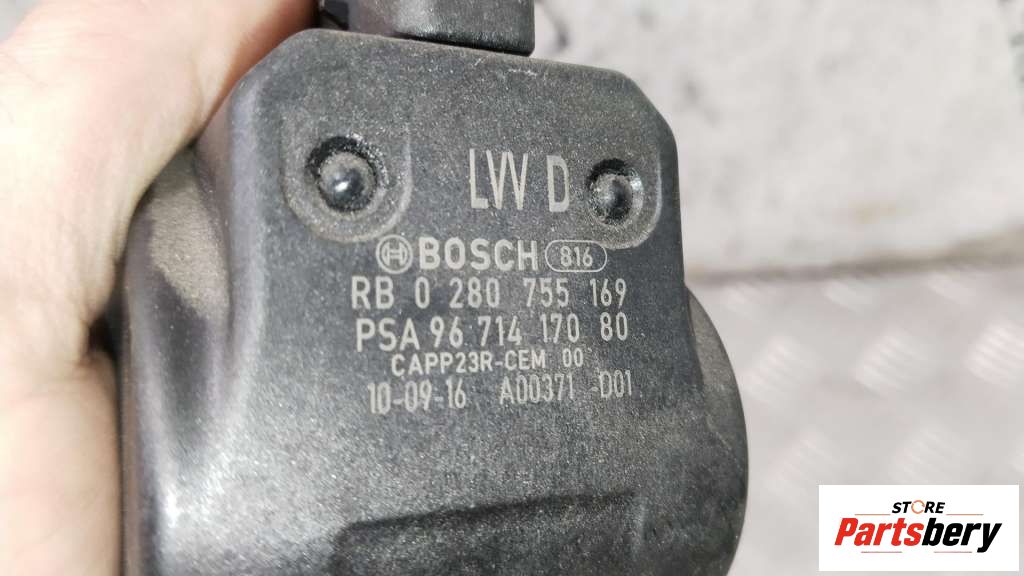 LVV D
BOSCH 816
RB 0 280 755 169
PSA 96 714 170 80
CAPP23R-CEM 00
10-09-16 A00371 D01
STORE
Partsbery